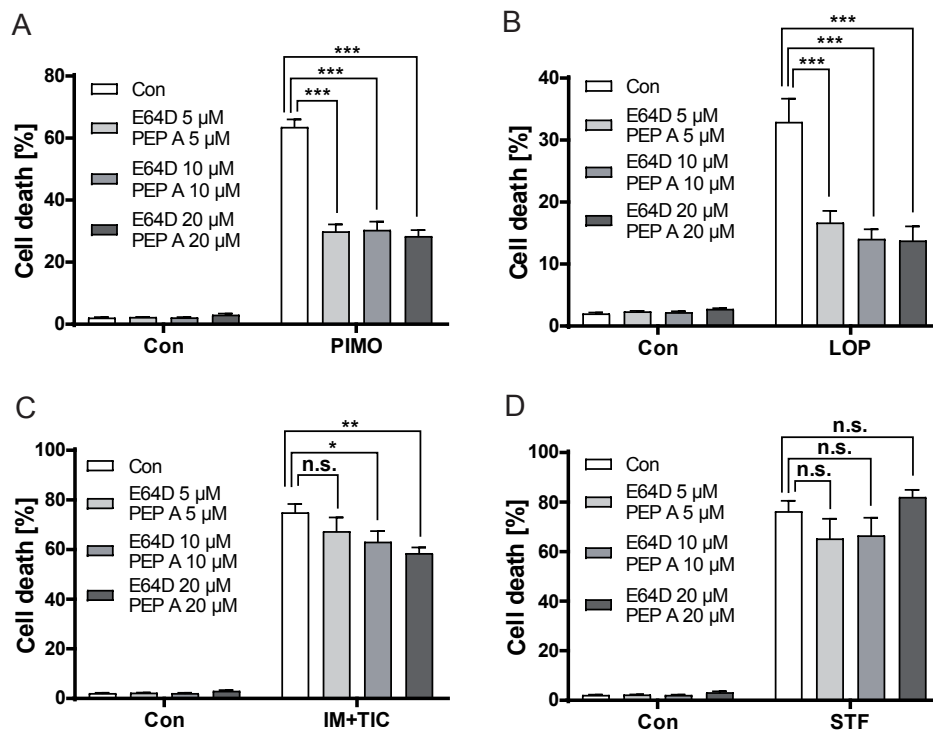 A
Cell death [%]
80
60
40
20
0
Con
E64D 5 µM
PEP A 5 µM
E64D 10 µM
PEP A 10 µM
E64D 20 µM
PEP A 20 µM
***
***
***
Con
PIMO
B
Cell death [%]
40
30
20
10
0
Con
E64D 5 µM
PEP A 5 µM
E64D 10 µM
PEP A 10 µM
E64D 20 µM
PEP A 20 µM
***
***
***
Con
LOP
C
Cell death [%]
100
80
60
40
20
0
Con
E64D 5 µM
PEP A 5 µM
E64D 10 µM
PEP A 10 µM
E64D 20 µM
PEP A 20 µM
**
*
n.s.
Con
IM+TIC
D
Cell death [%]
100
80
60
40
20
0
Con
E64D 5 µM
PEP A 5 µM
E64D 10 µM
PEP A 10 µM
E64D 20 µM
PEP A 20 µM
n.s.
n.s.
n.s.
Con
STF